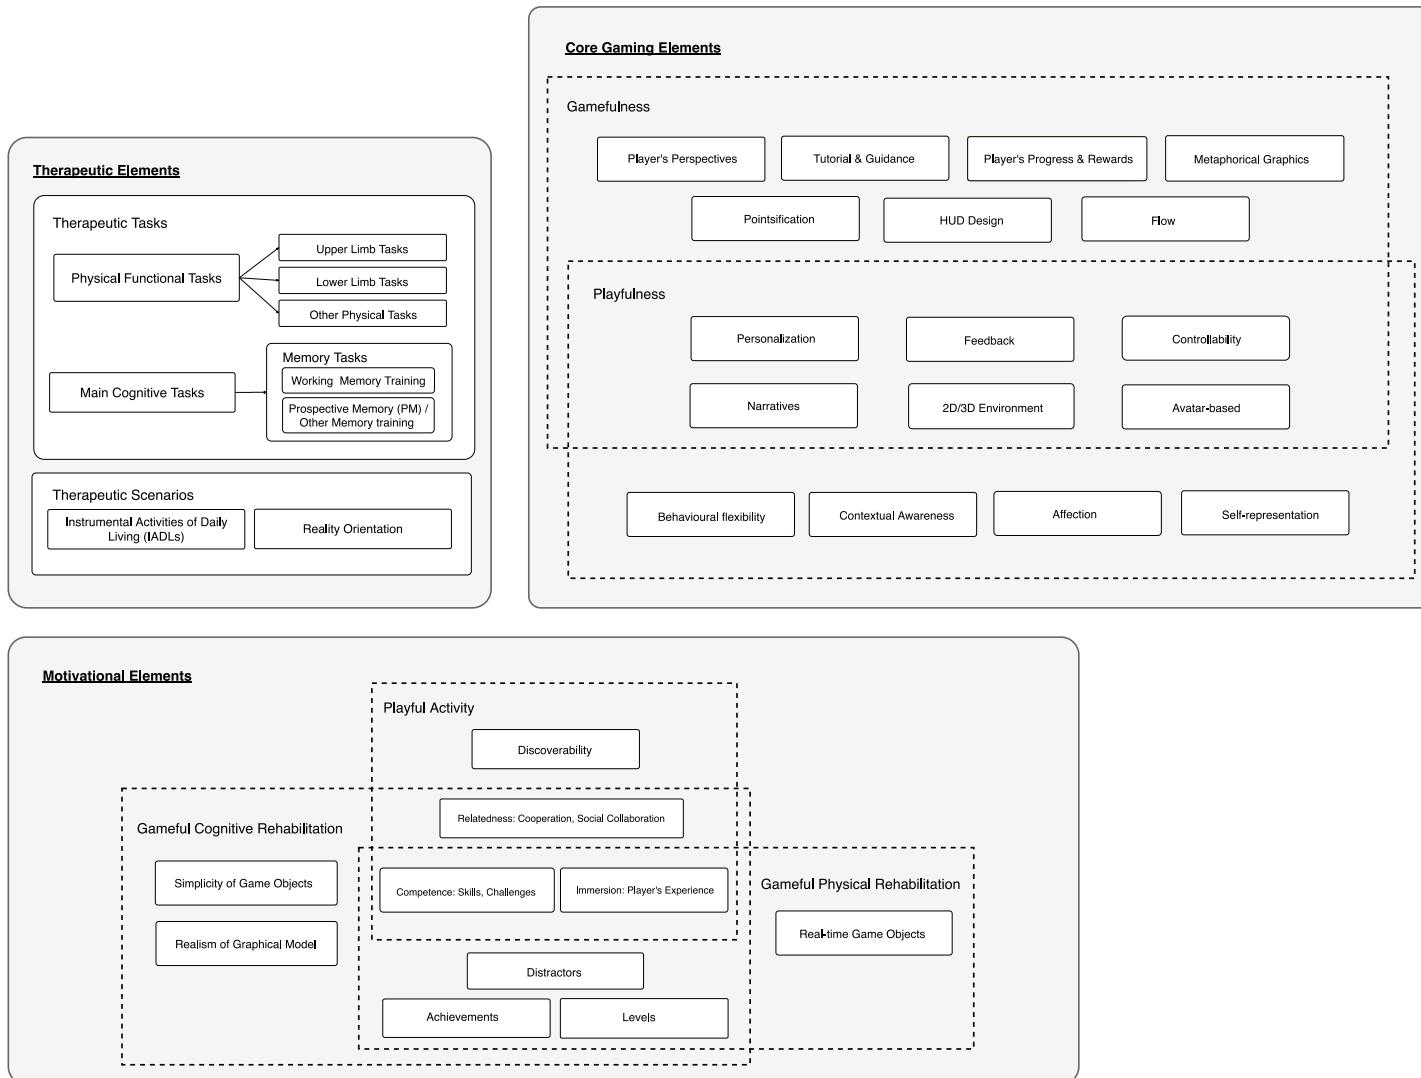 Therapeutic Elements
Therapeutic Tasks
Physical Functional Tasks
Upper Limb Tasks
Lower Limb Tasks
Other Physical Tasks
Main Cognitive Tasks
Memory Tasks
Working Memory Training
Prospective Memory (PM) /
Other Memory training
Therapeutic Scenarios
Instrumental Activities of Daily
Living (IADLs)
Reality Orientation
Core Gaming Elements
Gamefulness
Player's Perspectives
Tutorial & Guidance
Player's Progress & Rewards
Metaphorical Graphics
Pointsification
HUD Design
Flow
Playfulness
Personalization
Feedback
Controllability
Narratives
2D/3D Environment
Avatar-based
Behavioural flexibility
Contextual Awareness
Affection
Self-representation
Motivational Elements
Playful Activity
Discoverability
Relatedness: Cooperation, Social Collaboration
Gameful Cognitive Rehabilitation
Simplicity of Game Objects
Realism of Graphical Model
Competence: Skills, Challenges
Immersion: Player's Experience
Gameful Physical Rehabilitation
Real-time Game Objects
Distractors
Achievements
Levels